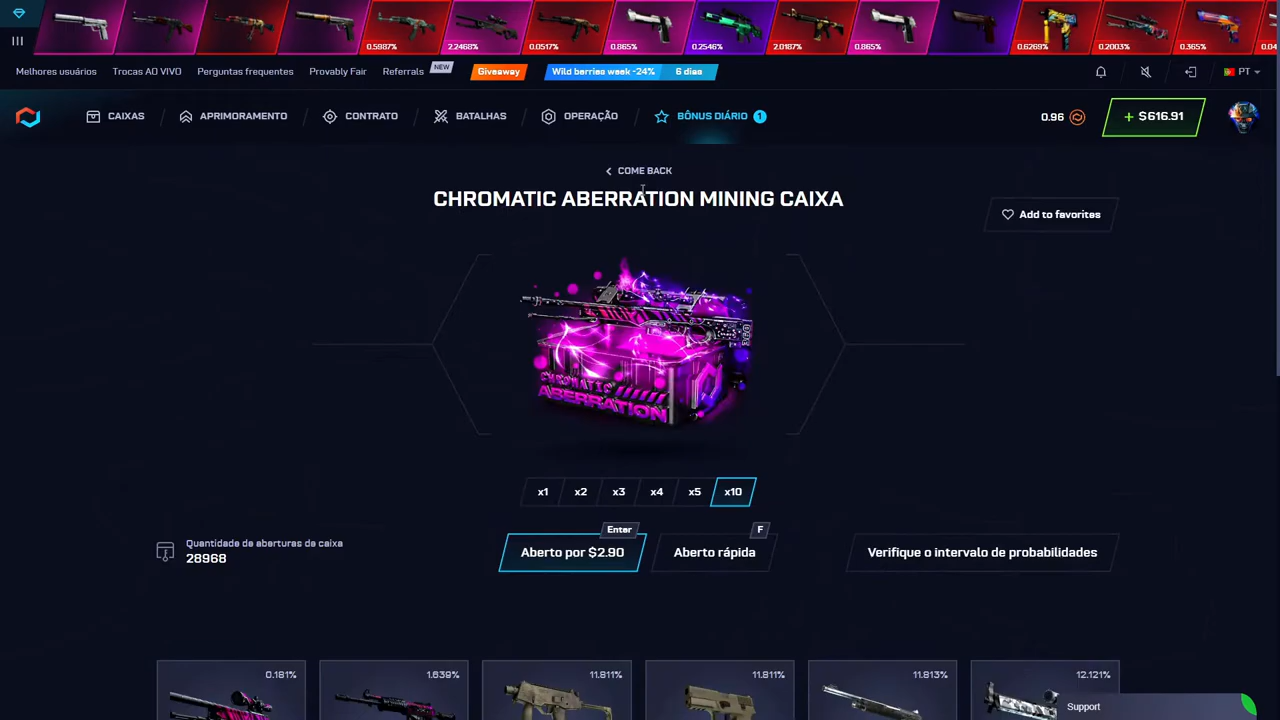 0.5987%
2.2468%
0.0517%
0.865%
0.2546%
2.0187%
0.865%
0.6269%
0.2003%
0.365%
Melhores usuários
Trocas AO VIVO
Perguntas frequentes
Provably Fair
Referrals
NEW
Giveaway
Wild berries week -24%
6 dias
PT
CAIXAS
APRIMORAMENTO
CONTRATO
BATALHAS
OPERAÇÃO
BÔNUS DIÁRIO
1
0.96
+ $616.91
COME BACK
CHROMATIC ABERRATION MINING CAIXA
Add to favorites
360
CHROMATIC
ABERRATION
x1
x2
x3
x4
x5
x10
Quantidade de aberturas da caixa
28968
Enter
Aberto por $2.90
F
Aberto rápida
Verifique o intervalo de probabilidades
0.181%
1.639%
11.811%
11.811%
11.813%
12.121%
Support